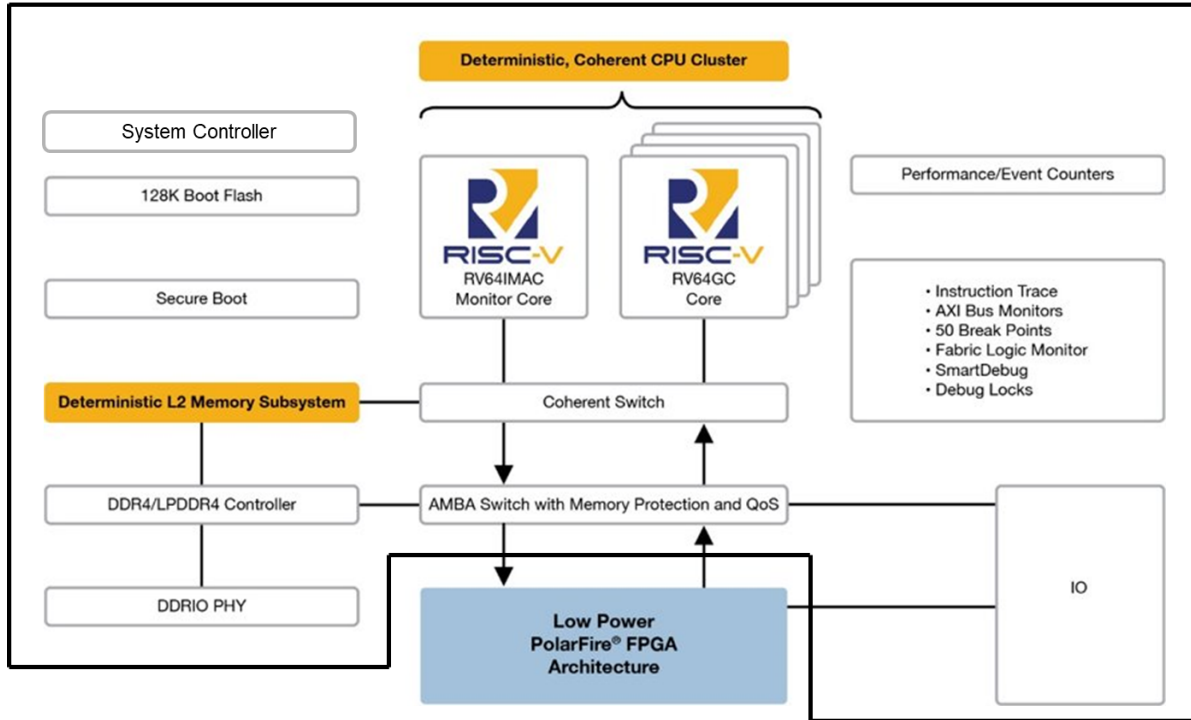 Deterministic, Coherent CPU Cluster
System Controller
128K Boot Flash
Secure Boot
RISC-V
RV64IMAC
Monitor Core
RISC-V
RV64GC
Core
Performance/Event Counters
• Instruction Trace
• AXI Bus Monitors
• 50 Break Points
• Fabric Logic Monitor
• SmartDebug
• Debug Locks
Deterministic L2 Memory Subsystem
Coherent Switch
DDR4/LPDDR4 Controller
AMBA Switch with Memory Protection and QoS
IO
DDRIO PHY
Low Power
PolarFire® FPGA
Architecture